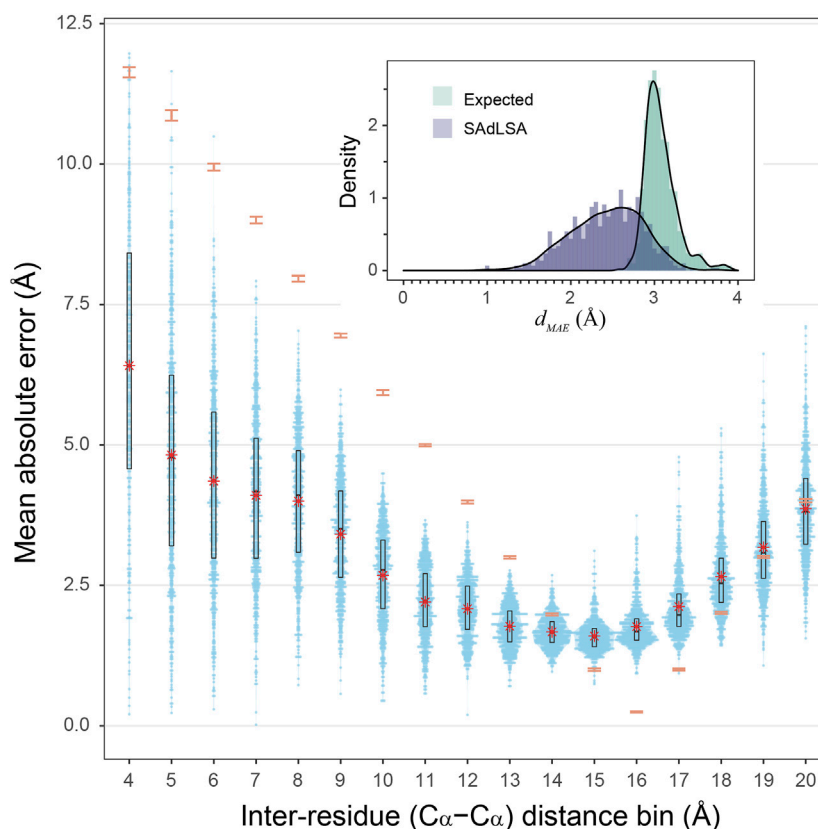 Mean absolute error (Å)
12.5
10.0
7.5
5.0
2.5
0.0
Expected
SAdLSA
Density
2
1
0
0 1 2 3 4
d_MAE (Å)
4 5 6 7 8 9 10 11 12 13 14 15 16 17 18 19 20
Inter-residue (Cα−Cα) distance bin (Å)